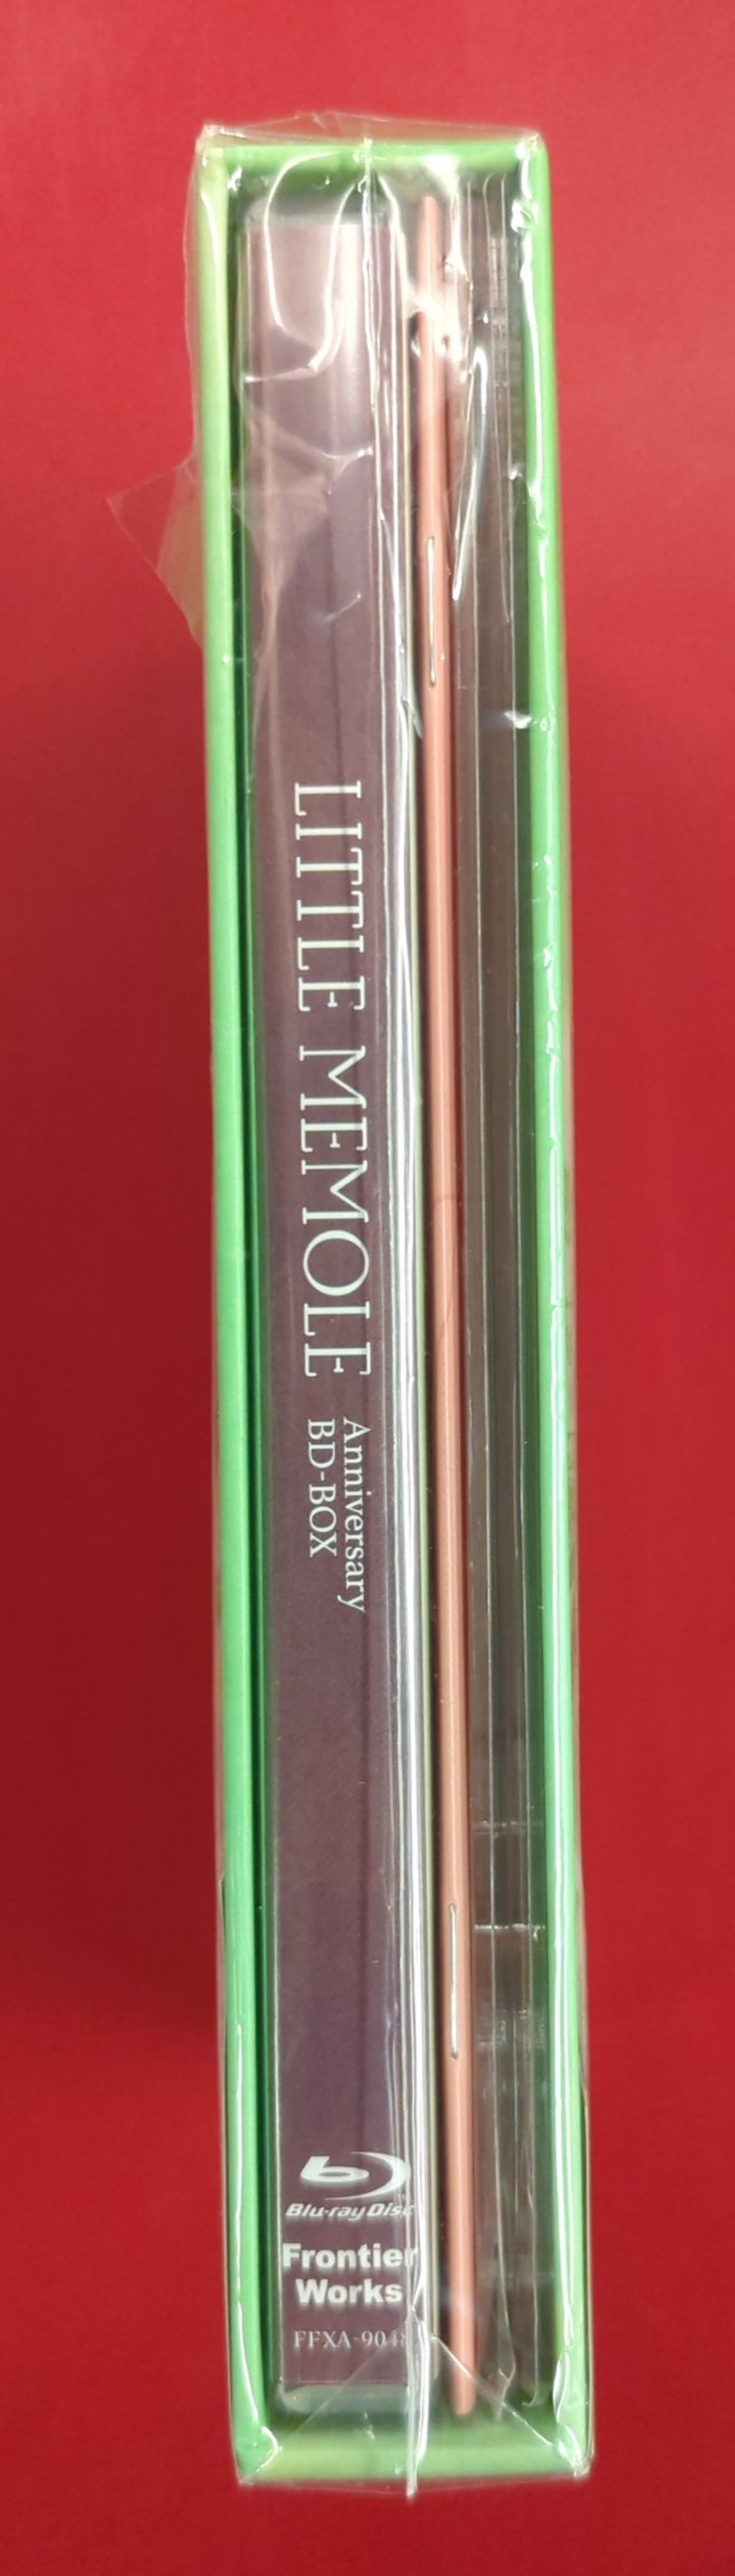 LITTLE MEMOLE
Anniversary
BD-BOX
Blu-ray Disc
Frontier
Works